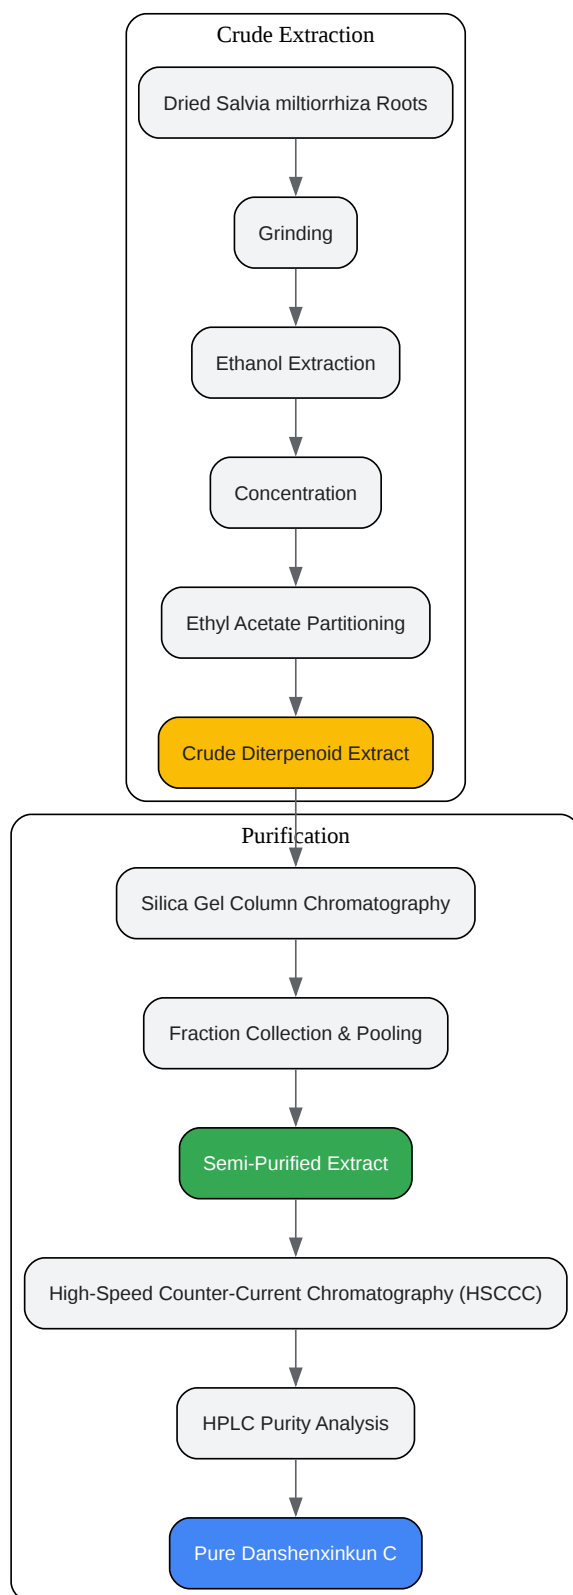 Crude Extraction
Dried Salvia miltiorrhiza Roots
Grinding
Ethanol Extraction
Concentration
Ethyl Acetate Partitioning
Crude Diterpenoid Extract
Purification
Silica Gel Column Chromatography
Fraction Collection & Pooling
Semi-Purified Extract
High-Speed Counter-Current Chromatography (HSCCC)
HPLC Purity Analysis
Pure Danshenxinkun C